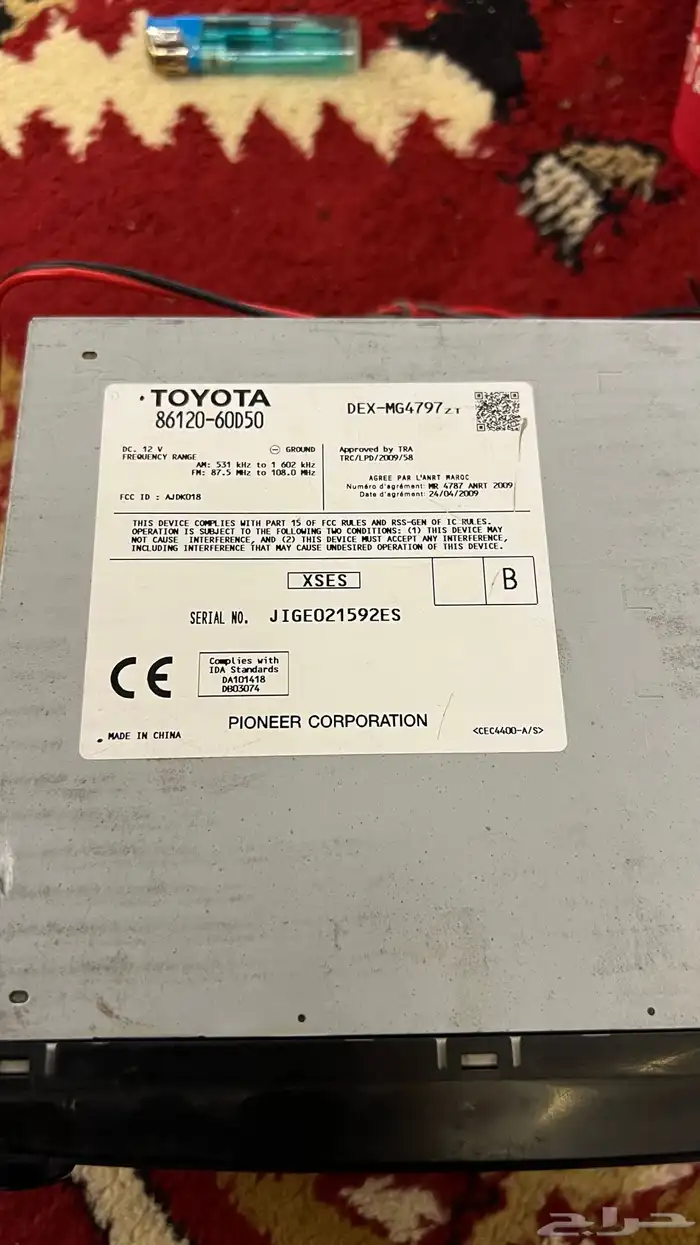 TOYOTA
86120-60D50
DEX-MG4797ZT
DC. 12 V
GROUND
FREQUENCY RANGE
AM: 531 kHz to 1 602 kHz
FM: 87.5 MHz to 108.0 MHz
FCC ID : AJDK018
Approved by TRA
TRC/LPD/2009/58
AGREE PAR L'ANRT MAROC
Numéro d'agrément: MR 4787 ANRT 2009
Date d'agrément: 24/04/2009
THIS DEVICE COMPLIES WITH PART 15 OF FCC RULES AND RSS-GEN OF IC RULES.
OPERATION IS SUBJECT TO THE FOLLOWING TWO CONDITIONS: (1) THIS DEVICE MAY
NOT CAUSE INTERFERENCE, AND (2) THIS DEVICE MUST ACCEPT ANY INTERFERENCE,
INCLUDING INTERFERENCE THAT MAY CAUSE UNDESIRED OPERATION OF THIS DEVICE.
XSES
B
SERIAL NO. JIGE021592ES
CE
Complies with
IDA Standards
DA101418
DB03074
PIONEER CORPORATION
MADE IN CHINA
<CEC4400-A/S>
حراج